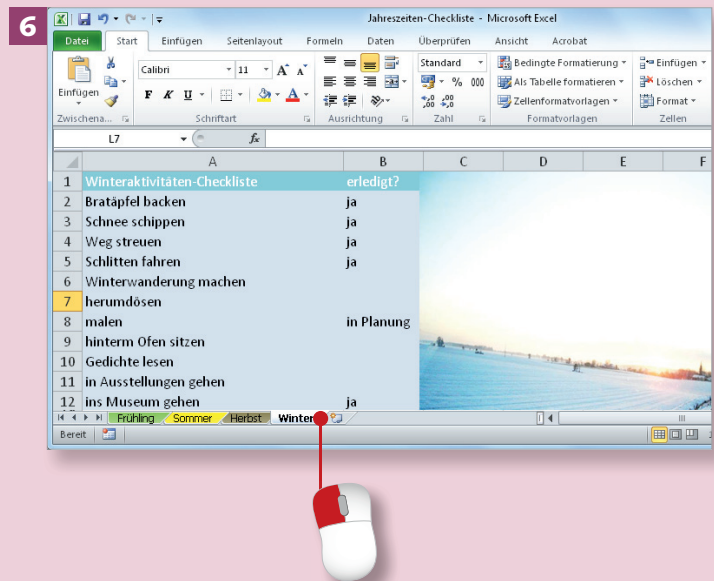 6
Jahreszeiten-Checkliste - Microsoft Excel
Datei Start Einfügen Seitenlayout Formeln Daten Überprüfen Ansicht Acrobat
Calibri 11 A A Standard Bedingte Formatierung Einfügen
Einfügen F K U A % 000 Als Tabelle formatieren Löschen
Zellenformatvorlagen Format
Zwischena... Schriftart Ausrichtung Zahl Formatvorlagen Zellen
L7 fx
A B C D E F
1 Winteraktivitäten-Checkliste erledigt?
2 Bratäpfel backen ja
3 Schnee schippen ja
4 Weg streuen ja
5 Schlitten fahren ja
6 Winterwanderung machen
7 herumdösen
8 malen in Planung
9 hinterm Ofen sitzen
10 Gedichte lesen
11 in Ausstellungen gehen
12 ins Museum gehen ja
Frühling Sommer Herbst Winter
Bereit